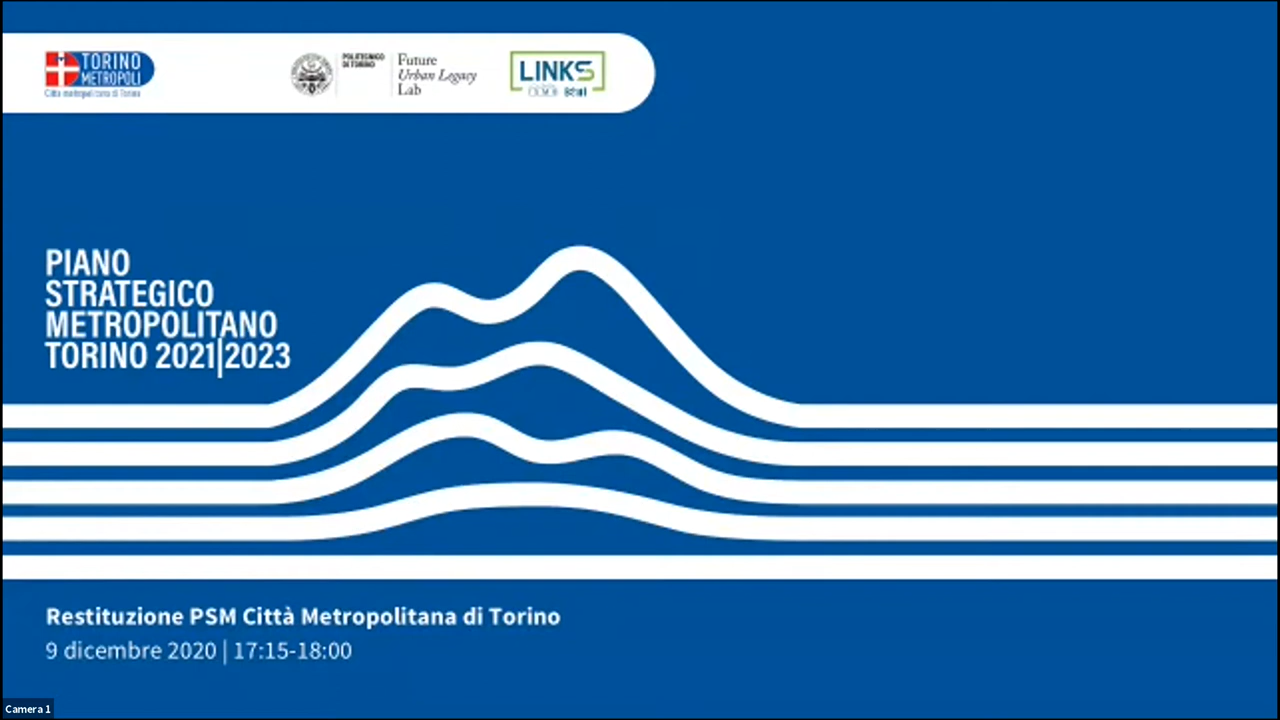 TORINO
METROPOLI
Città metropolitana di Torino
POLITECNICO
DI TORINO
Future
Urban Legacy
Lab
LINKS
PIANO
STRATEGICO
METROPOLITANO
TORINO 2021|2023
Restituzione PSM Città Metropolitana di Torino
9 dicembre 2020 | 17:15-18:00
Camera 1